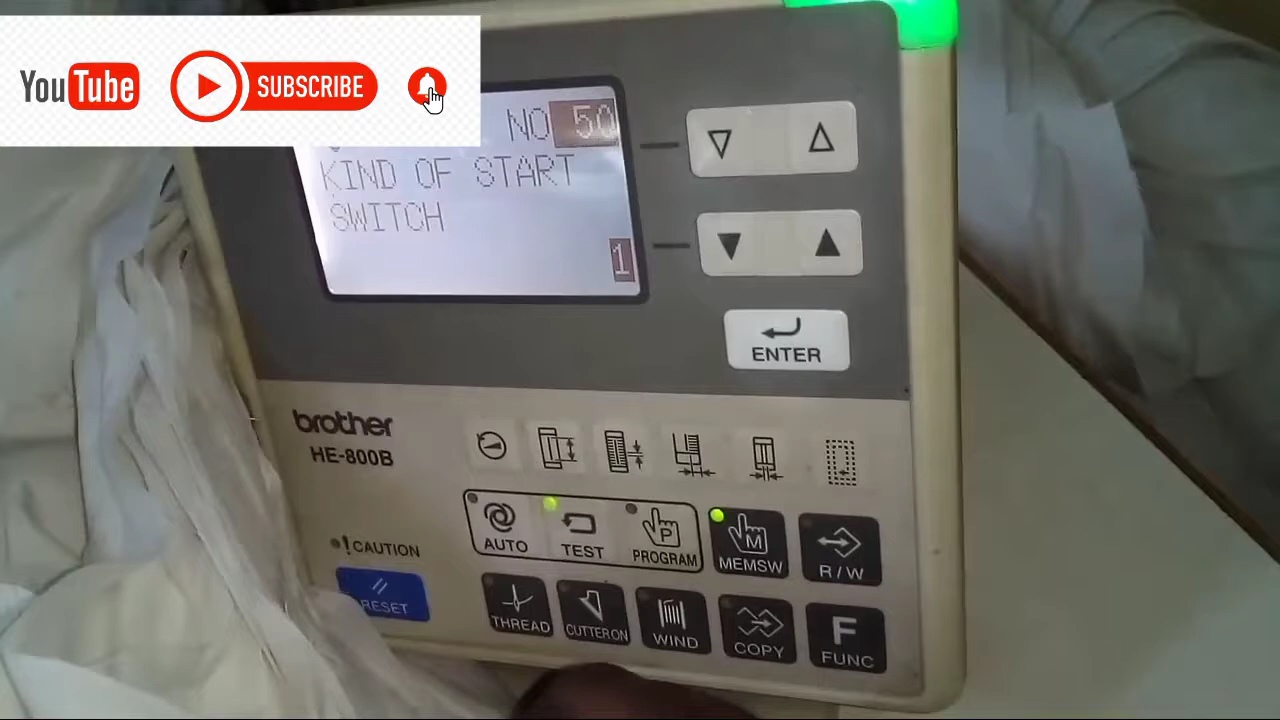 YouTube SUBSCRIBE
NO 50
KIND OF START
SWITCH
1
ENTER
brother
HE-800B
AUTO TEST P PROGRAM M MEMSW R/W
!CAUTION
RESET
THREAD CUTTER ON WIND COPY F FUNC